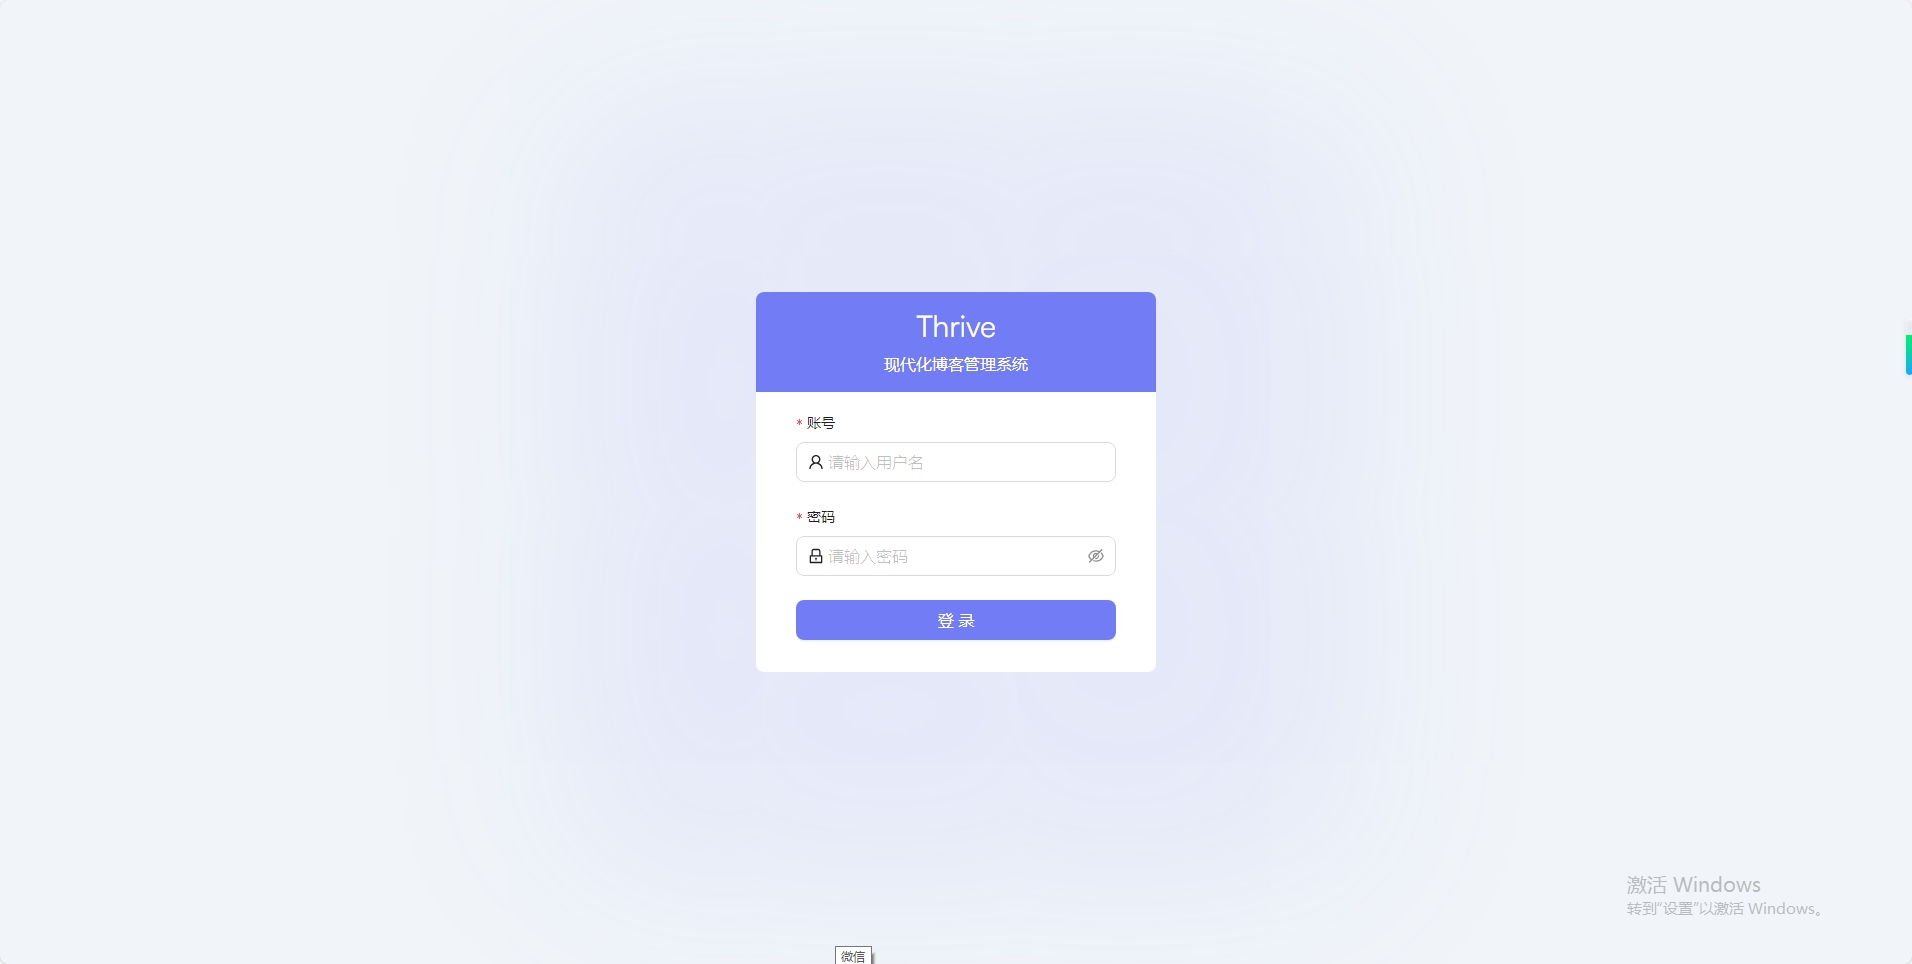 Thrive
现代化博客管理系统
* 账号
请输入用户名
* 密码
请输入密码
登 录
激活 Windows
转到“设置”以激活 Windows。
微信